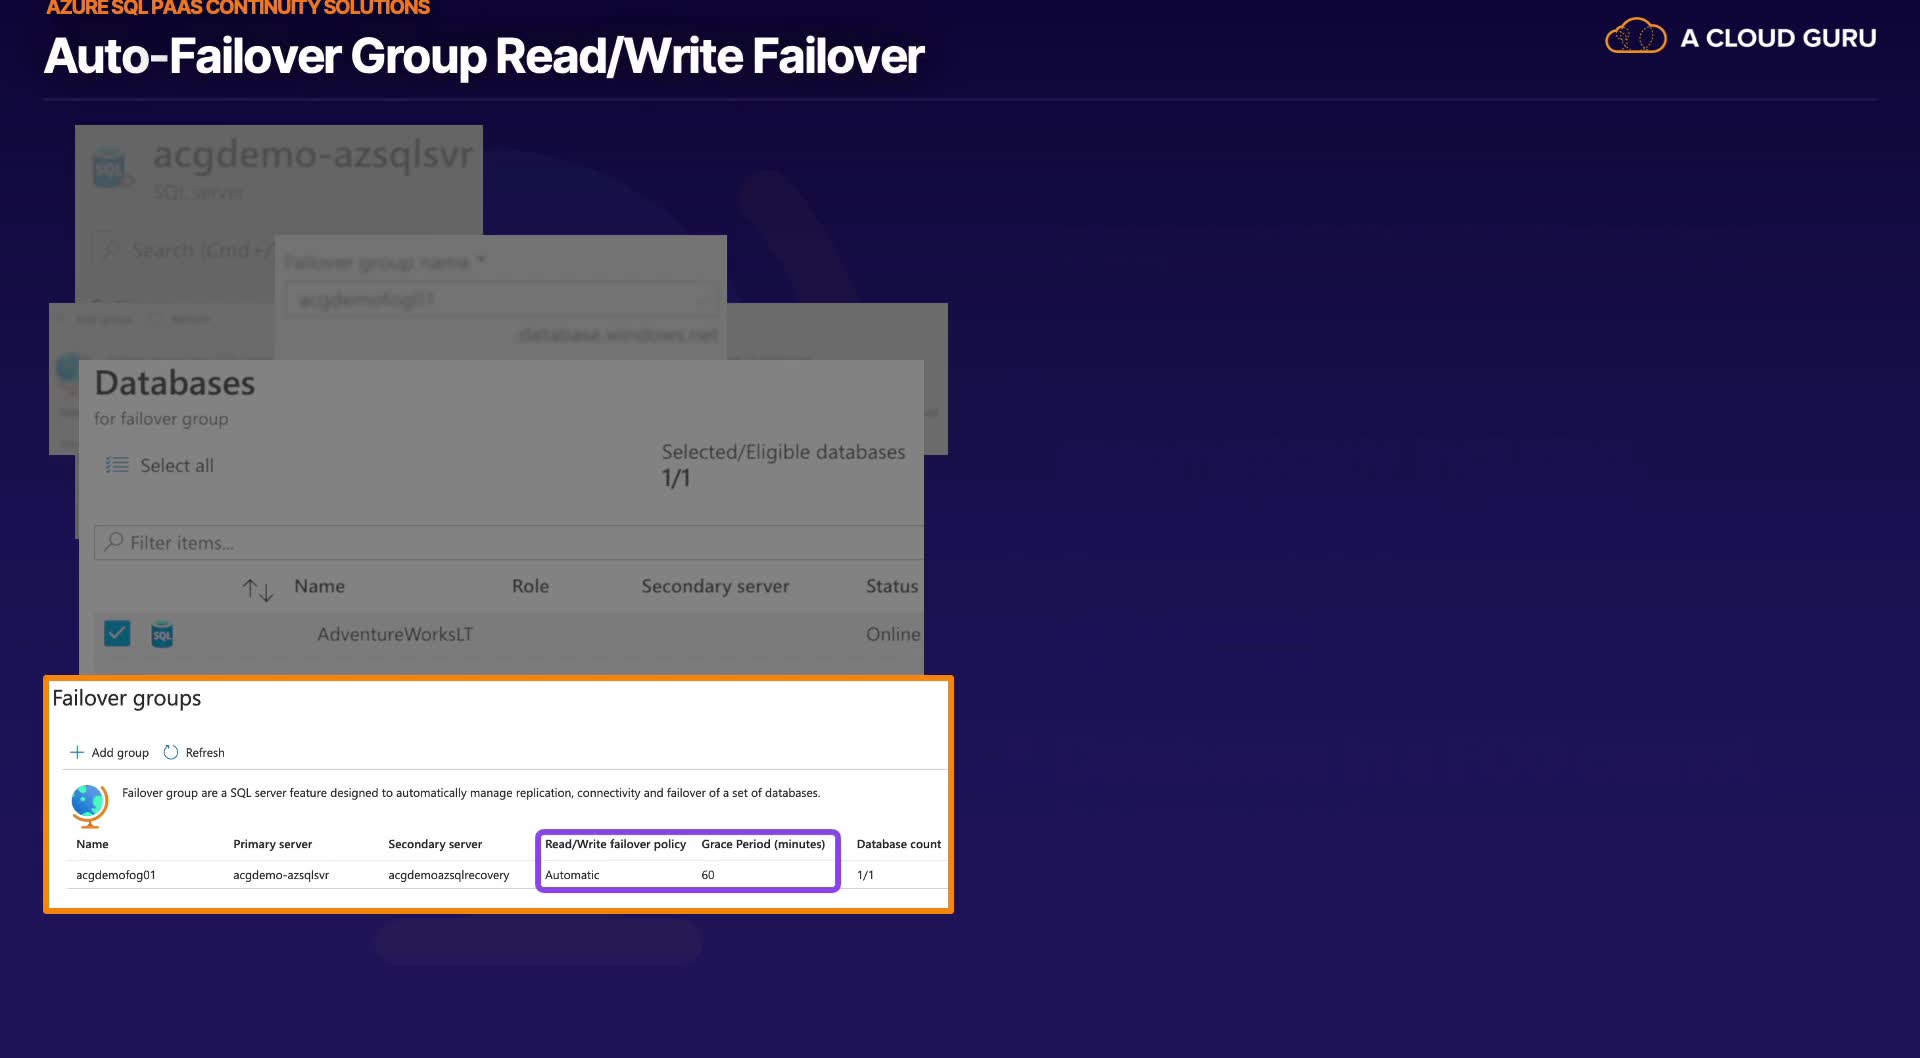 AZURE SQL PAAS CONTINUITY SOLUTIONS
Auto-Failover Group Read/Write Failover
A CLOUD GURU
acgdemo-azsqlsvr
SQL server
Search (Cmd+/
Failover group name *
acgdemofog01
.database.windows.net
Databases
for failover group
Select all
Selected/Eligible databases
1/1
Filter items...
Name Role Secondary server Status
SQL AdventureWorksLT Online
Failover groups
Add group Refresh
Failover group are a SQL server feature designed to automatically manage replication, connectivity and failover of a set of databases.
Name Primary server Secondary server Read/Write failover policy Grace Period (minutes) Database count
acgdemofog01 acgdemo-azsqlsvr acgdemoazsqlrecovery Automatic 60 1/1